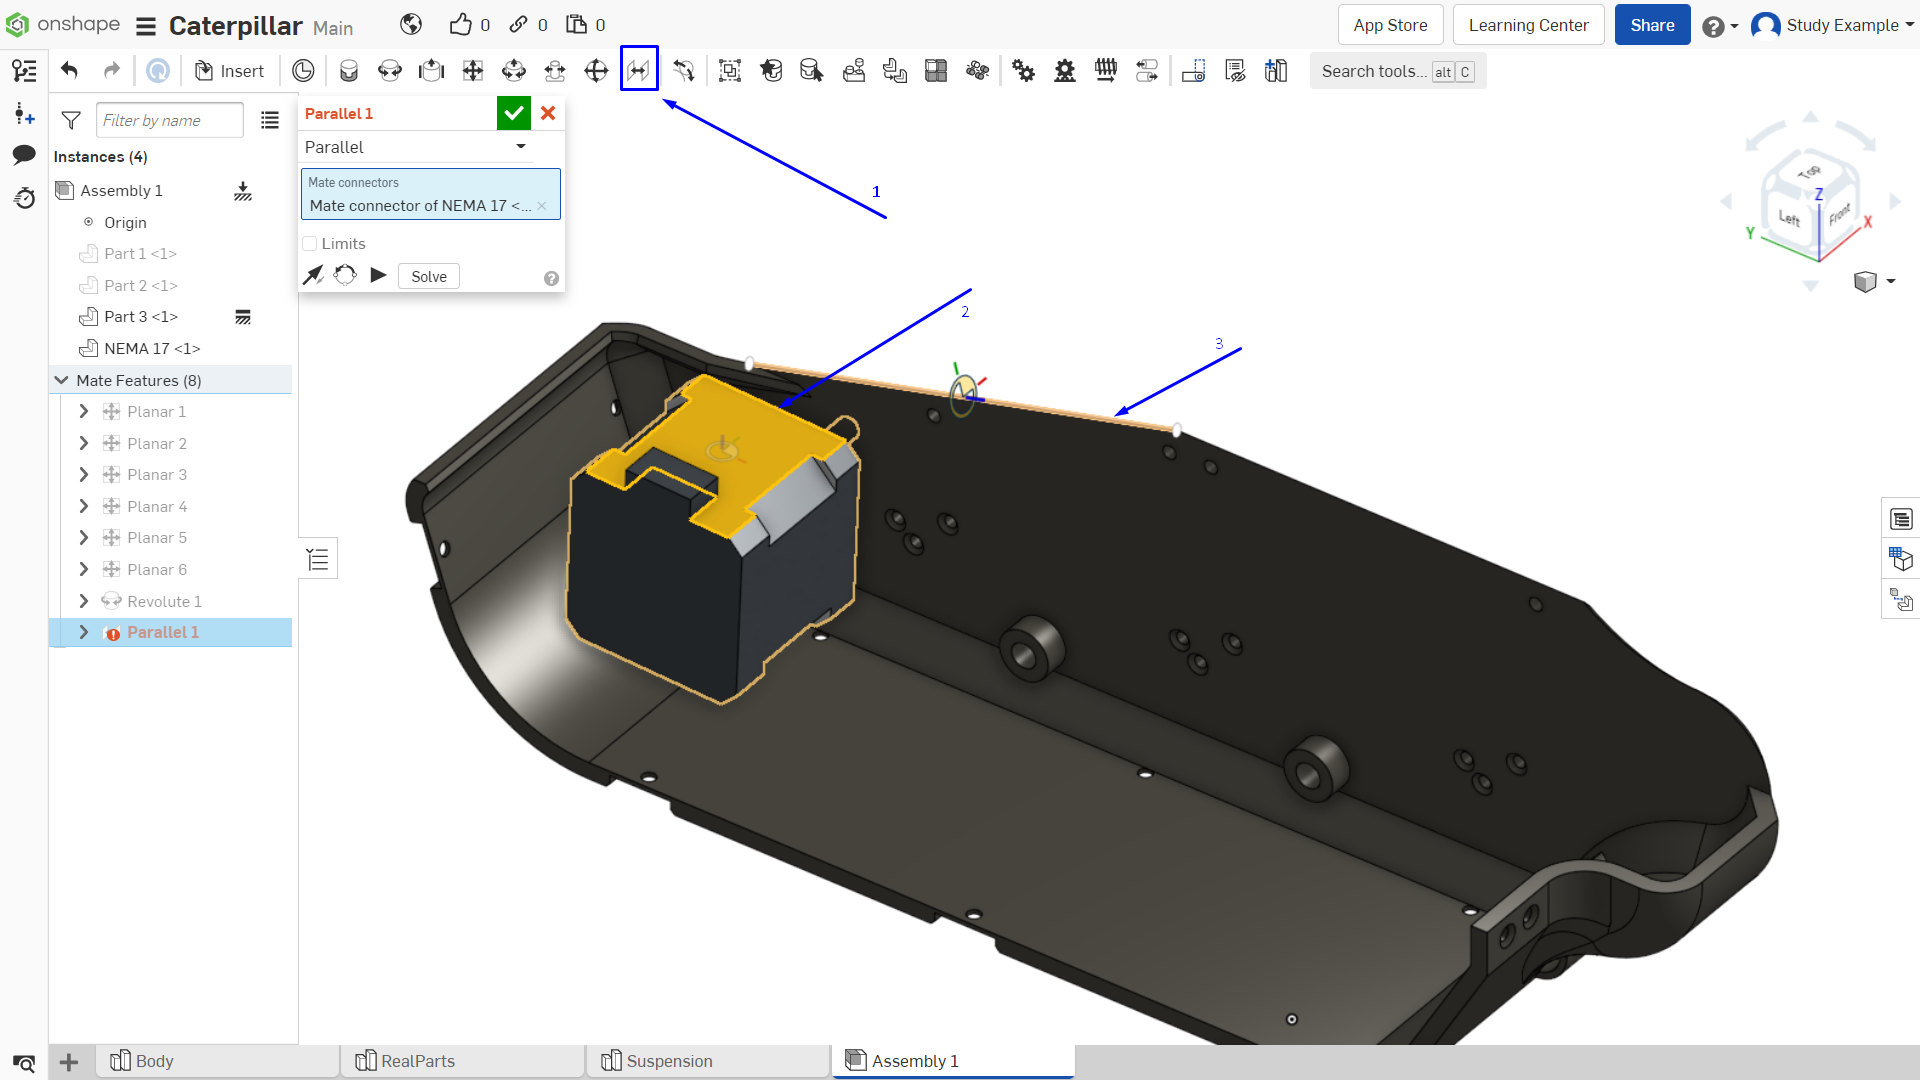 onshape Caterpillar Main 0 0 0 App Store Learning Center Share Study Example
Insert Search tools... alt C
Filter by name
Instances (4)
Assembly 1
Origin
Part 1 <1>
Part 2 <1>
Part 3 <1>
NEMA 17 <1>
Mate Features (8)
Planar 1
Planar 2
Planar 3
Planar 4
Planar 5
Planar 6
Revolute 1
Parallel 1
Parallel 1
Parallel
Mate connectors
Mate connector of NEMA 17 <...
Limits
Solve
1
2
3
Top
Z
Left
Front
X
Y
Body
RealParts
Suspension
Assembly 1